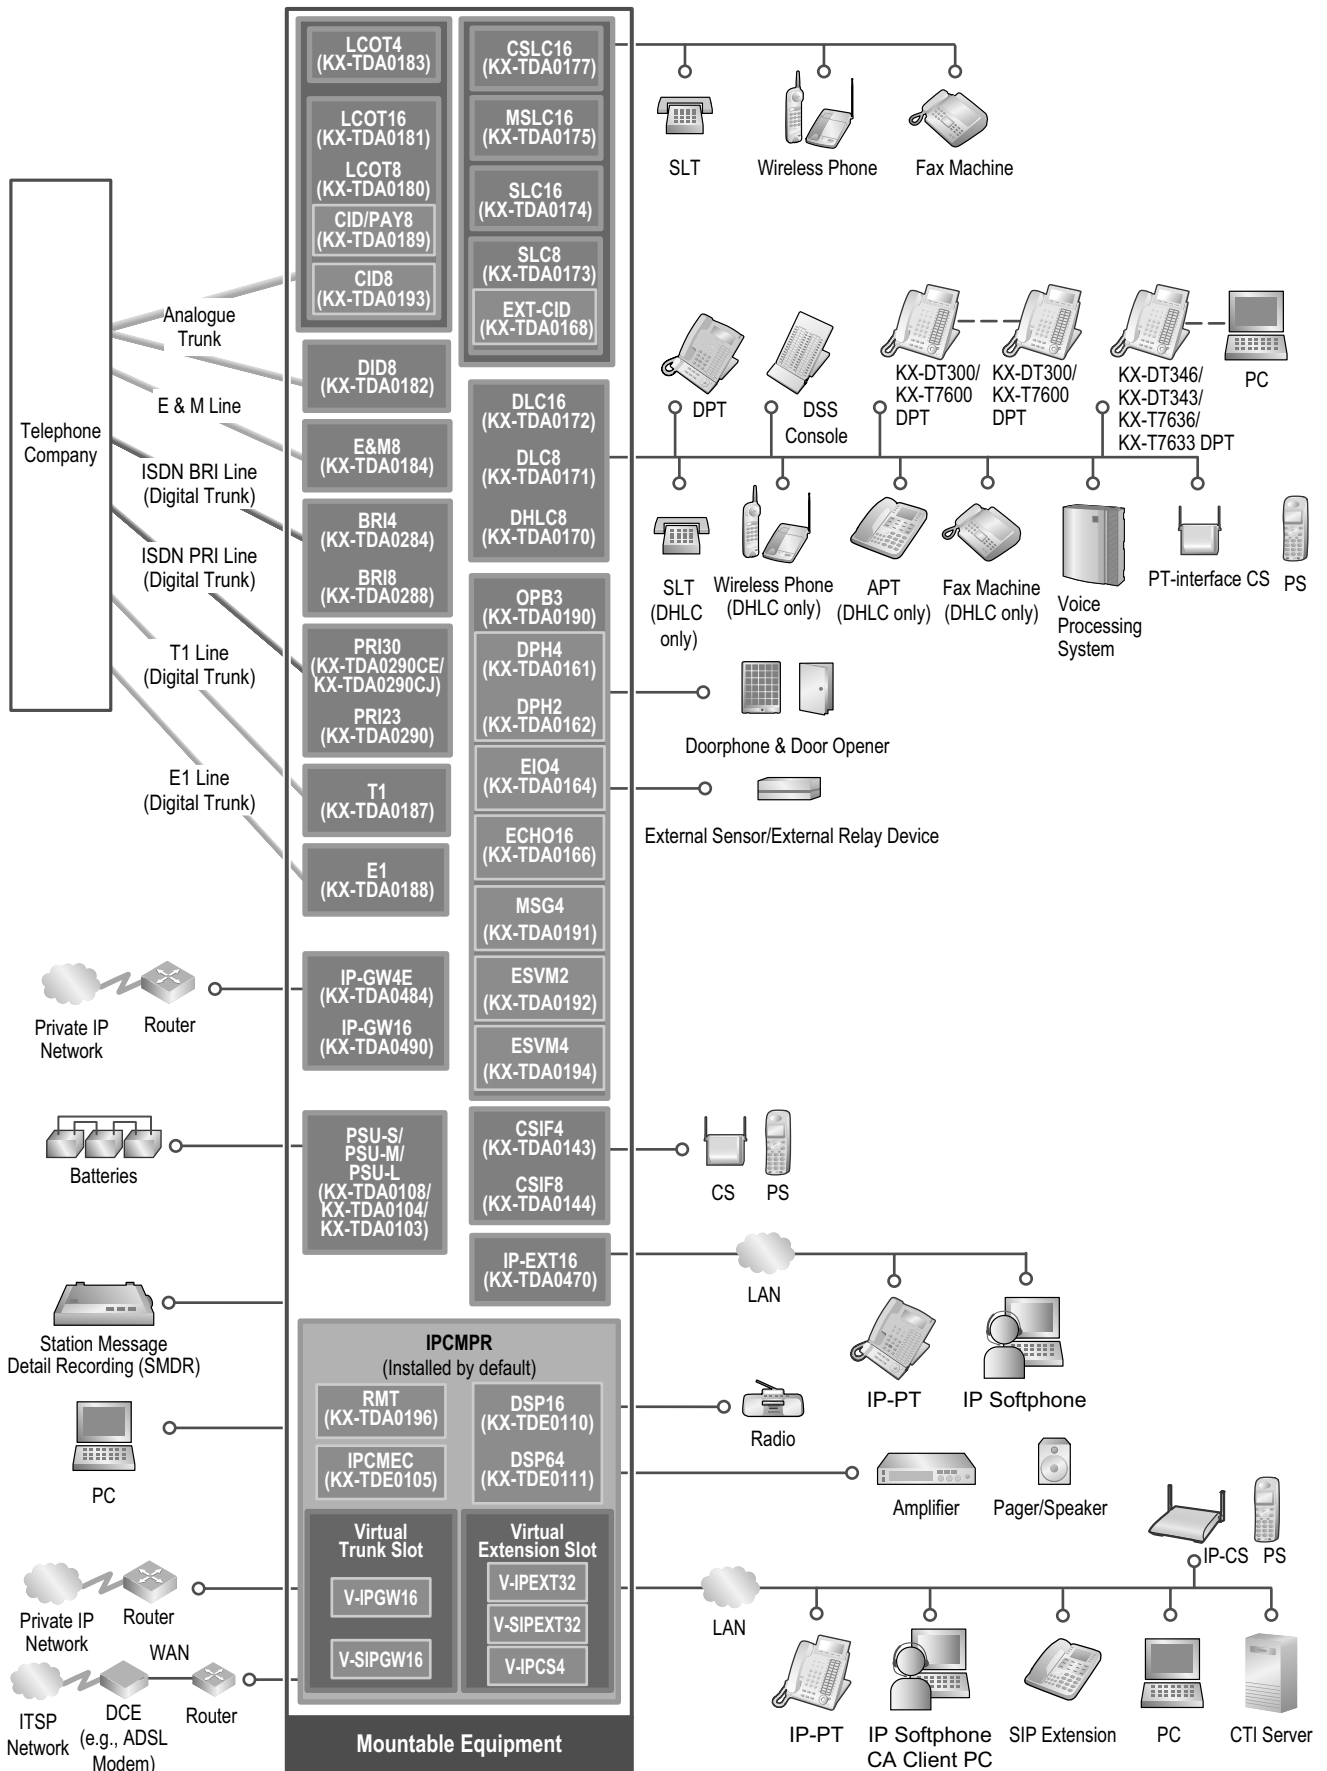 LCOT4
(KX-TDA0183)
LCOT16
(KX-TDA0181)
LCOT8
(KX-TDA0180)
CID/PAY8
(KX-TDA0189)
CID8
(KX-TDA0193)
CSLC16
(KX-TDA0177)
MSLC16
(KX-TDA0175)
SLC16
(KX-TDA0174)
SLC8
(KX-TDA0173)
EXT-CID
(KX-TDA0168)
SLT
Wireless Phone
Fax Machine
Telephone
Company
Analogue
Trunk
E & M Line
ISDN BRI Line
(Digital Trunk)
ISDN PRI Line
(Digital Trunk)
T1 Line
(Digital Trunk)
E1 Line
(Digital Trunk)
DID8
(KX-TDA0182)
E&M8
(KX-TDA0184)
BRI4
(KX-TDA0284)
BRI8
(KX-TDA0288)
PRI30
(KX-TDA0290CE/
KX-TDA0290CJ)
PRI23
(KX-TDA0290)
T1
(KX-TDA0187)
E1
(KX-TDA0188)
DLC16
(KX-TDA0172)
DLC8
(KX-TDA0171)
DHLC8
(KX-TDA0170)
DPT
DSS
Console
KX-DT300/
KX-T7600
DPT
KX-DT300/
KX-T7600
DPT
KX-DT346/
KX-DT343/
KX-T7636/
KX-T7633 DPT
PC
SLT
(DHLC
only)
Wireless Phone
(DHLC only)
APT
(DHLC only)
Fax Machine
(DHLC only)
Voice
Processing
System
PT-interface CS
PS
OPB3
(KX-TDA0190)
DPH4
(KX-TDA0161)
DPH2
(KX-TDA0162)
EIO4
(KX-TDA0164)
ECHO16
(KX-TDA0166)
MSG4
(KX-TDA0191)
ESVM2
(KX-TDA0192)
ESVM4
(KX-TDA0194)
Doorphone & Door Opener
External Sensor/External Relay Device
Private IP
Network
Router
IP-GW4E
(KX-TDA0484)
IP-GW16
(KX-TDA0490)
Batteries
PSU-S/
PSU-M/
PSU-L
(KX-TDA0108/
KX-TDA0104/
KX-TDA0103)
CSIF4
(KX-TDA0143)
CSIF8
(KX-TDA0144)
CS
PS
IP-EXT16
(KX-TDA0470)
LAN
IP-PT
IP Softphone
Station Message
Detail Recording (SMDR)
PC
IPCMPR
(Installed by default)
RMT
(KX-TDA0196)
IPCMEC
(KX-TDE0105)
DSP16
(KX-TDE0110)
DSP64
(KX-TDE0111)
Radio
Amplifier
Pager/Speaker
Virtual
Trunk Slot
V-IPGW16
V-SIPGW16
Virtual
Extension Slot
V-IPEXT32
V-SIPEXT32
V-IPCS4
Private IP
Network
Router
WAN
ITSP
Network
DCE
(e.g., ADSL
Modem)
Router
LAN
IP-CS
PS
IP-PT
IP Softphone
CA Client PC
SIP Extension
PC
CTI Server
Mountable Equipment